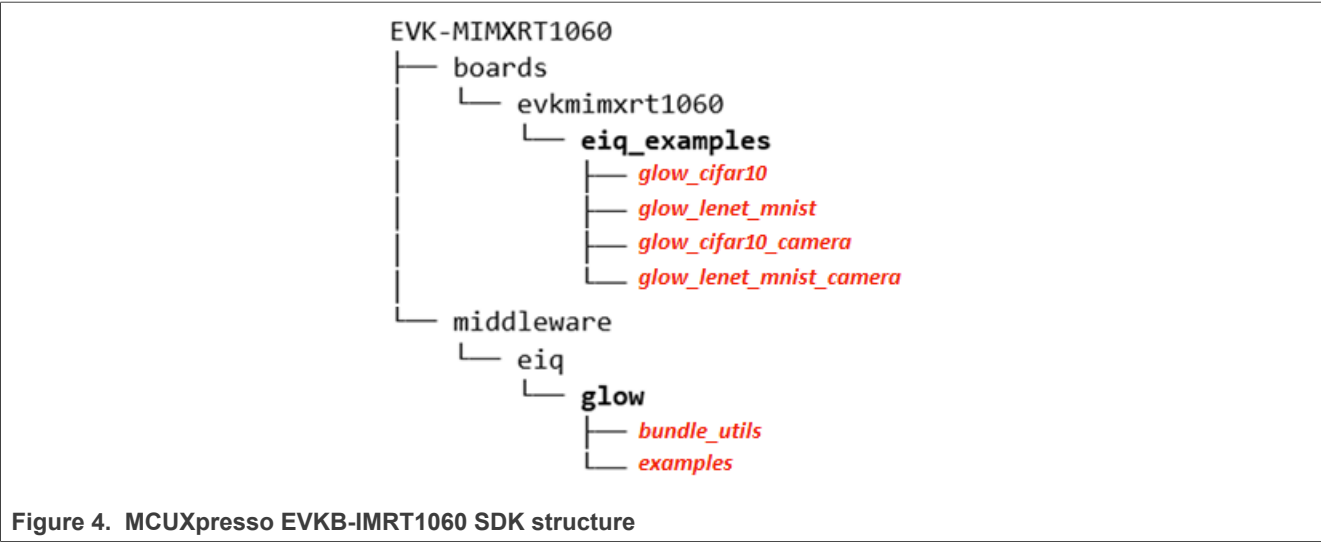 EVK-MIMXRT1060
boards
evkmimxrt1060
eiq_examples
glow_cifar10
glow_lenet_mnist
glow_cifar10_camera
glow_lenet_mnist_camera
middleware
eiq
glow
bundle_utils
examples
Figure 4. MCUXpresso EVKB-IMRT1060 SDK structure